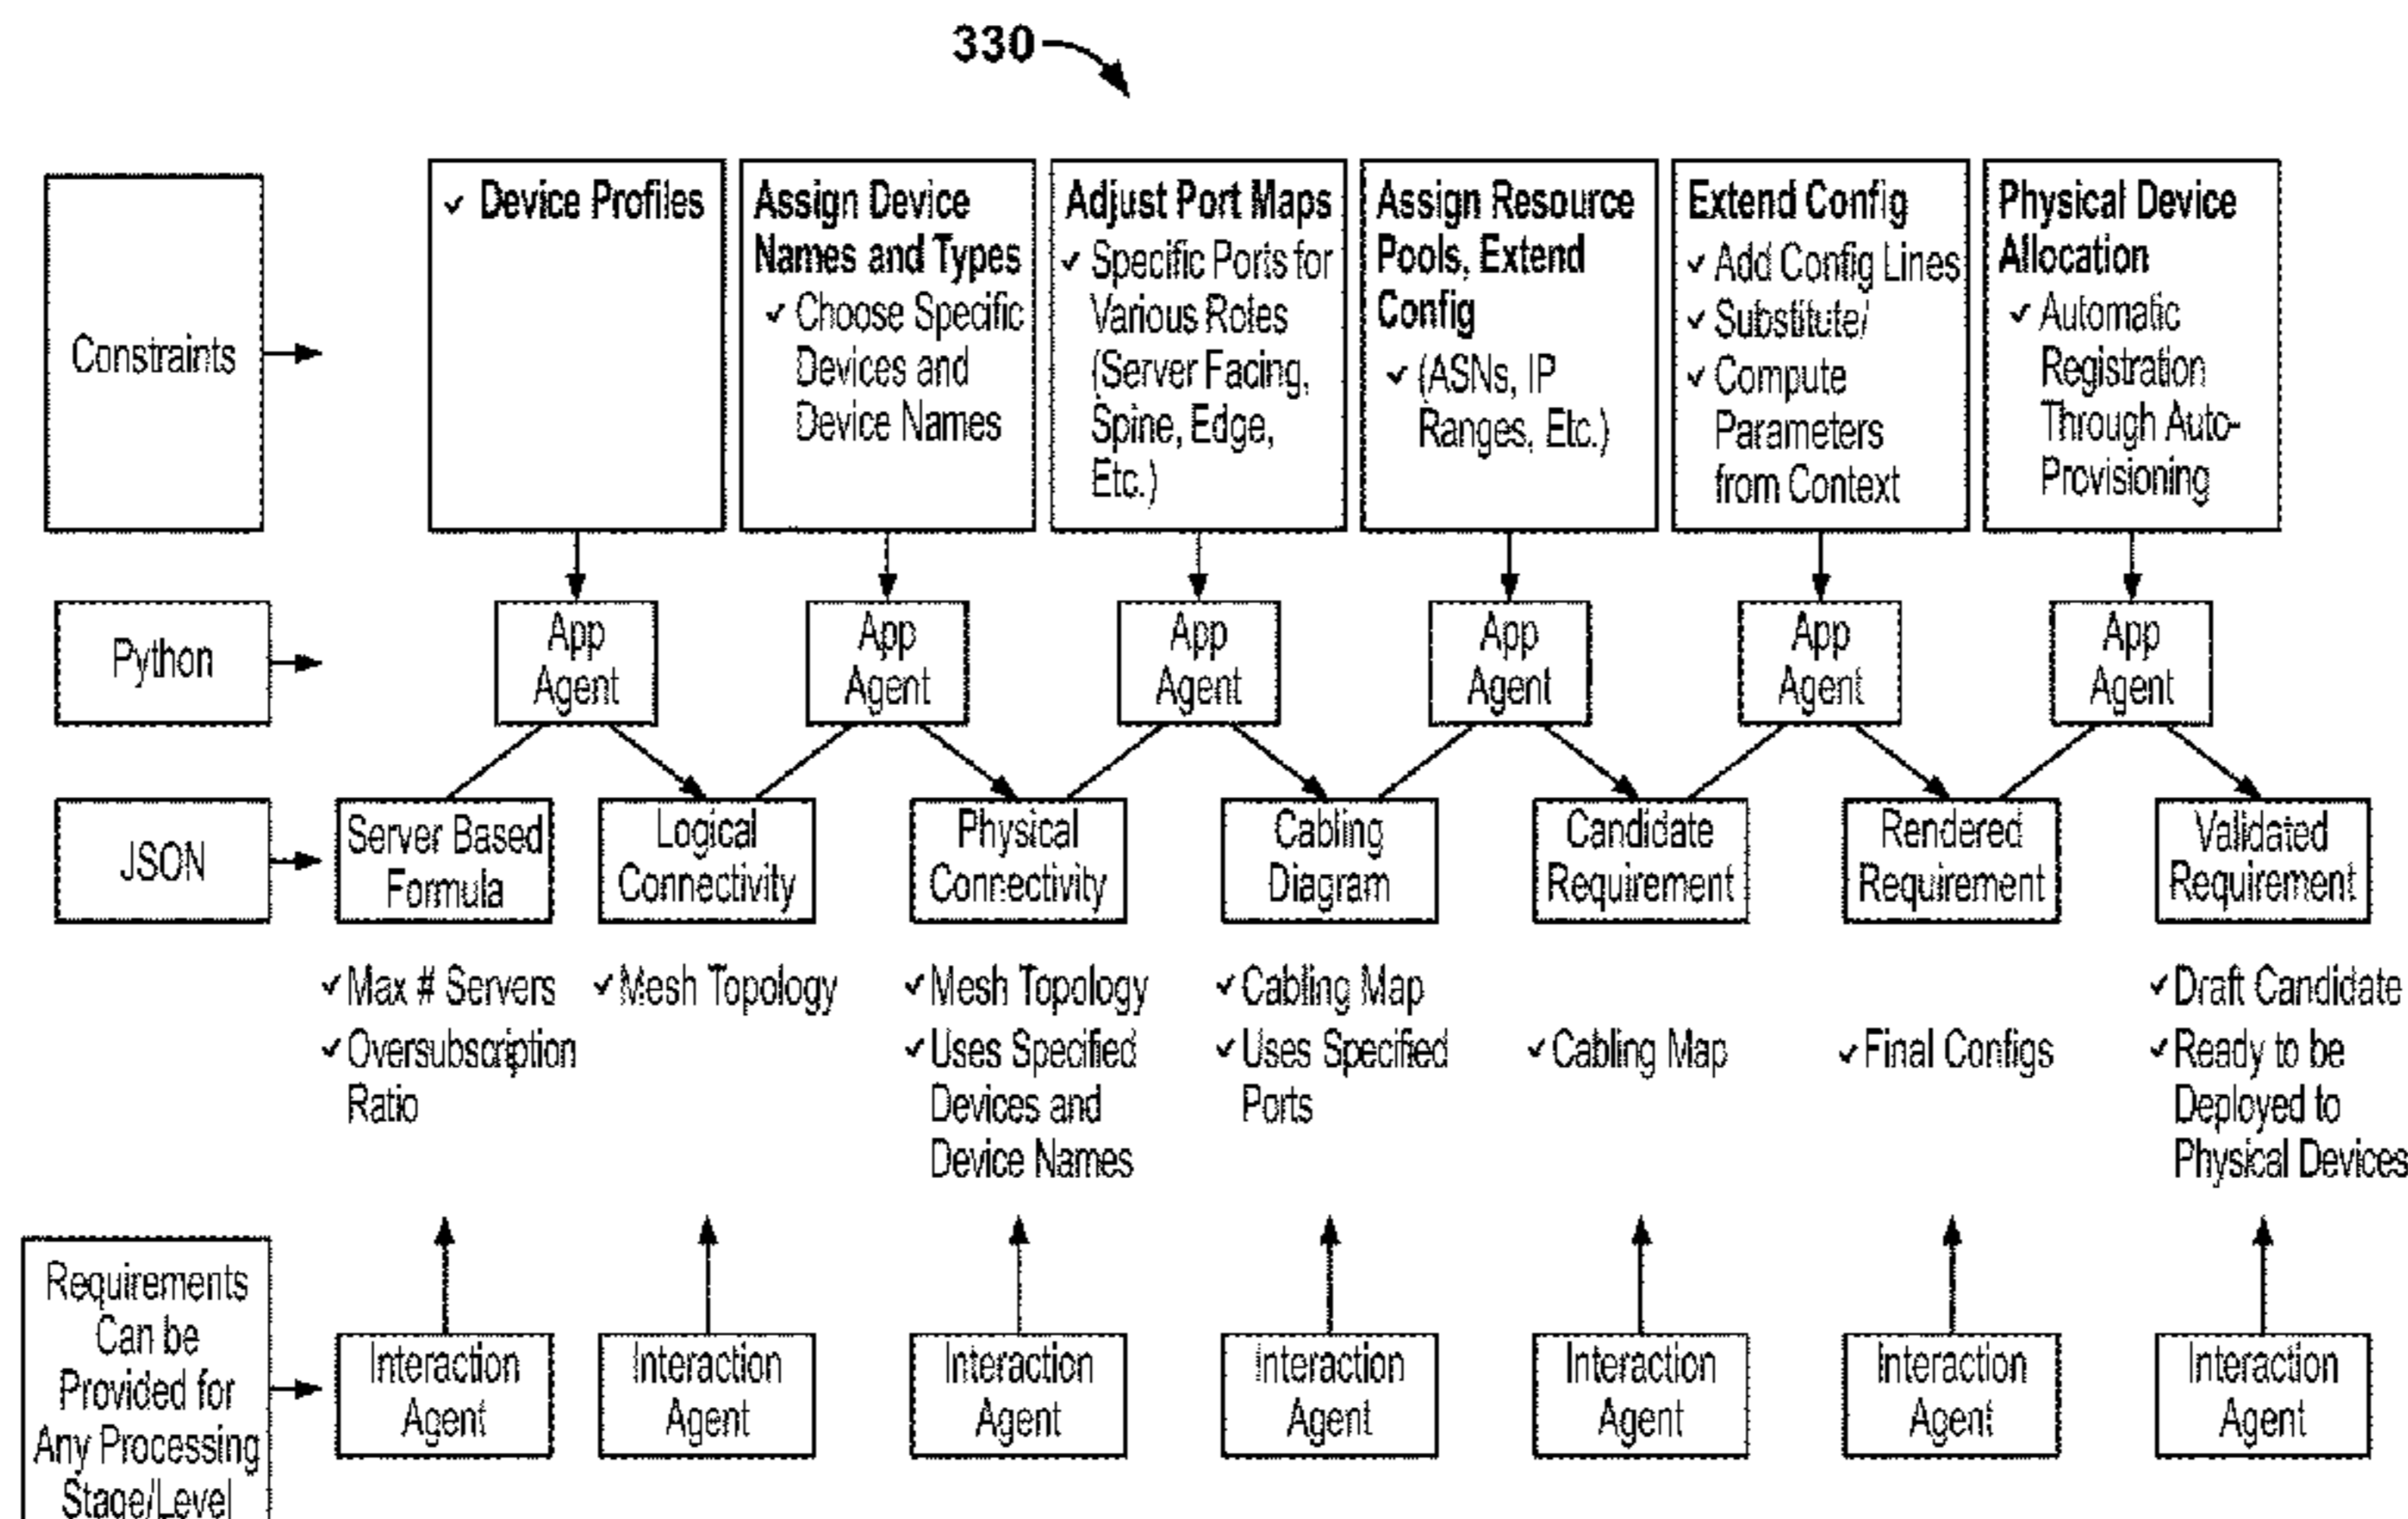 330
Constraints
✓ Device Profiles
Assign Device
Names and Types
✓ Choose Specific
Devices and
Device Names
Adjust Port Maps
✓ Specific Ports for
Various Roles
(Server Facing,
Spine, Edge,
Etc.)
Assign Resource
Pools, Extend
Config
✓ (ASNs, IP
Ranges, Etc.)
Extend Config
✓ Add Config Lines
✓ Substitute/
✓ Compute
Parameters
from Context
Physical Device
Allocation
✓ Automatic
Registration
Through Auto-
Provisioning
Python
App
Agent
App
Agent
App
Agent
App
Agent
App
Agent
App
Agent
JSON
Server Based
Formula
Logical
Connectivity
Physical
Connectivity
Cabling
Diagram
Candidate
Requirement
Rendered
Requirement
Validated
Requirement
✓ Max # Servers
✓ Oversubscription
Ratio
✓ Mesh Topology
✓ Mesh Topology
✓ Uses Specified
Devices and
Device Names
✓ Cabling Map
✓ Uses Specified
Ports
✓ Cabling Map
✓ Final Configs
✓ Draft Candidate
✓ Ready to be
Deployed to
Physical Devices
Requirements
Can be
Provided for
Any Processing
Stage/Level
Interaction
Agent
Interaction
Agent
Interaction
Agent
Interaction
Agent
Interaction
Agent
Interaction
Agent
Interaction
Agent